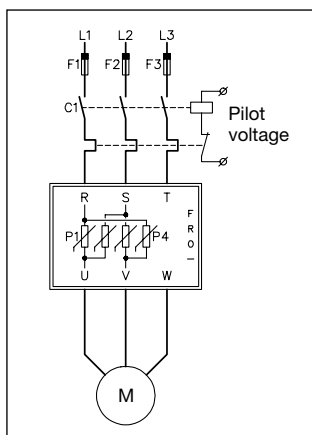 L1 L2 L3
F1 F2 F3
C1
Pilot
voltage
R S T
P1 P4
U V W
F
R
O
I
M